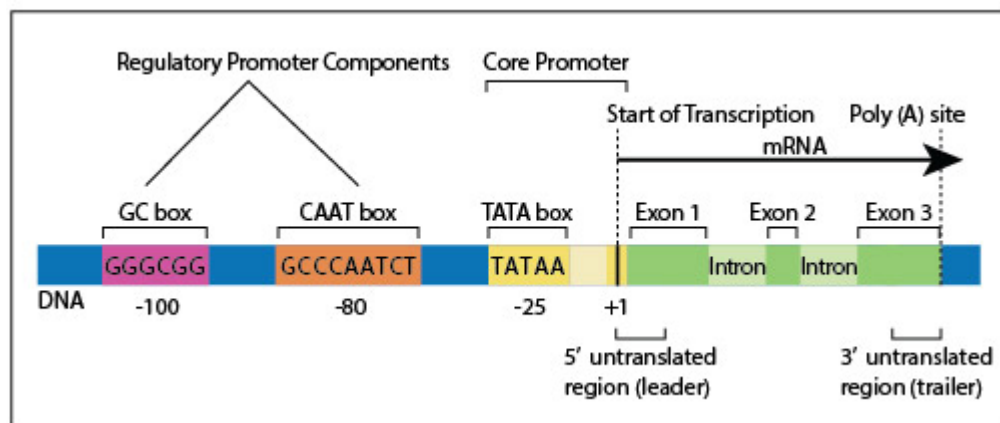 Regulatory Promoter Components
Core Promoter
Start of Transcription
Poly (A) site
mRNA
GC box
CAAT box
TATA box
Exon 1
Exon 2
Exon 3
GGGCGG
GCCCAATCT
TATAA
Intron
Intron
DNA
-100
-80
-25
+1
5’ untranslated
region (leader)
3’ untranslated
region (trailer)